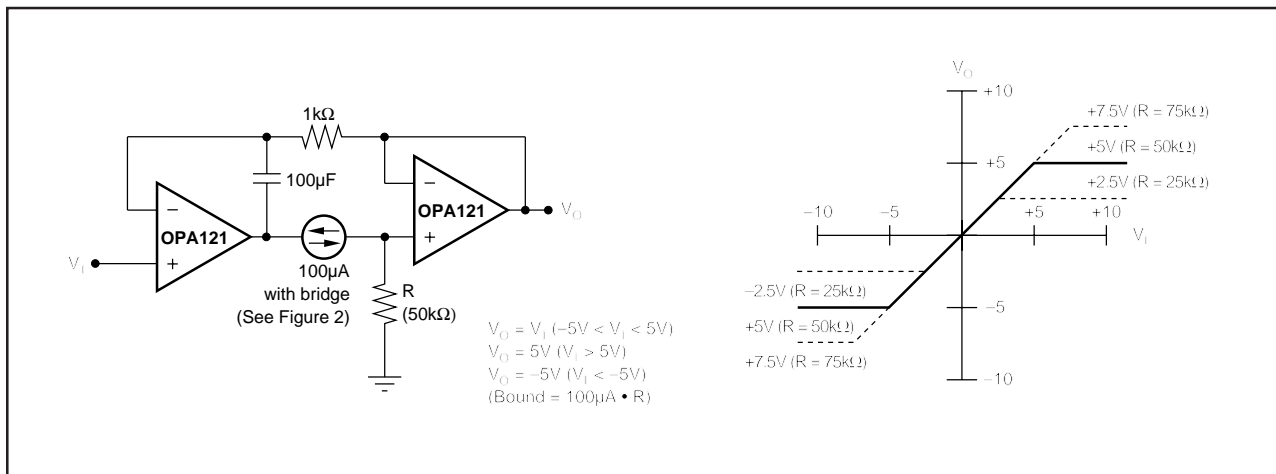 1kΩ
100µF
−
OPA121
+
V_I
100µA
with bridge
(See Figure 2)
R
(50kΩ)
−
OPA121
+
V_O
V_O = V_I (−5V < V_I < 5V)
V_O = 5V (V_I > 5V)
V_O = −5V (V_I < −5V)
(Bound = 100µA • R)
V_O
+10
+7.5V (R = 75kΩ)
+5
+5V (R = 50kΩ)
+2.5V (R = 25kΩ)
−10
−5
+5
+10
V_I
−2.5V (R = 25kΩ)
−5
+5V (R = 50kΩ)
+7.5V (R = 75kΩ)
−10